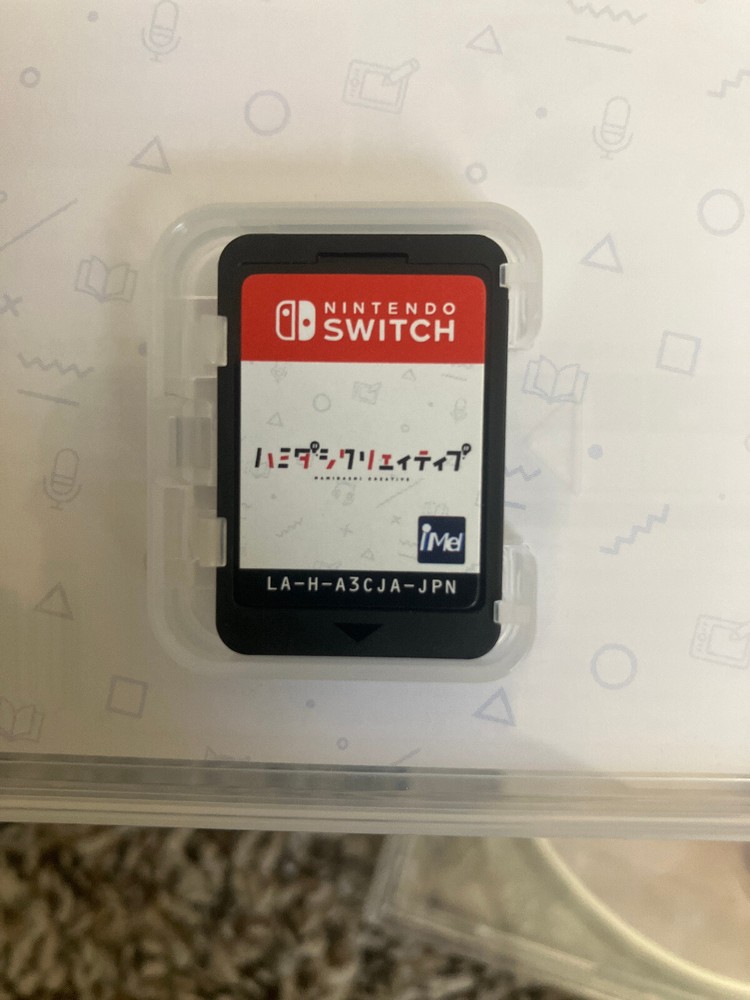 NINTENDO
SWITCH
ハミダシクリエイティブ
HAMIDASHI CREATIVE
iMel
LA-H-A3CJA-JPN